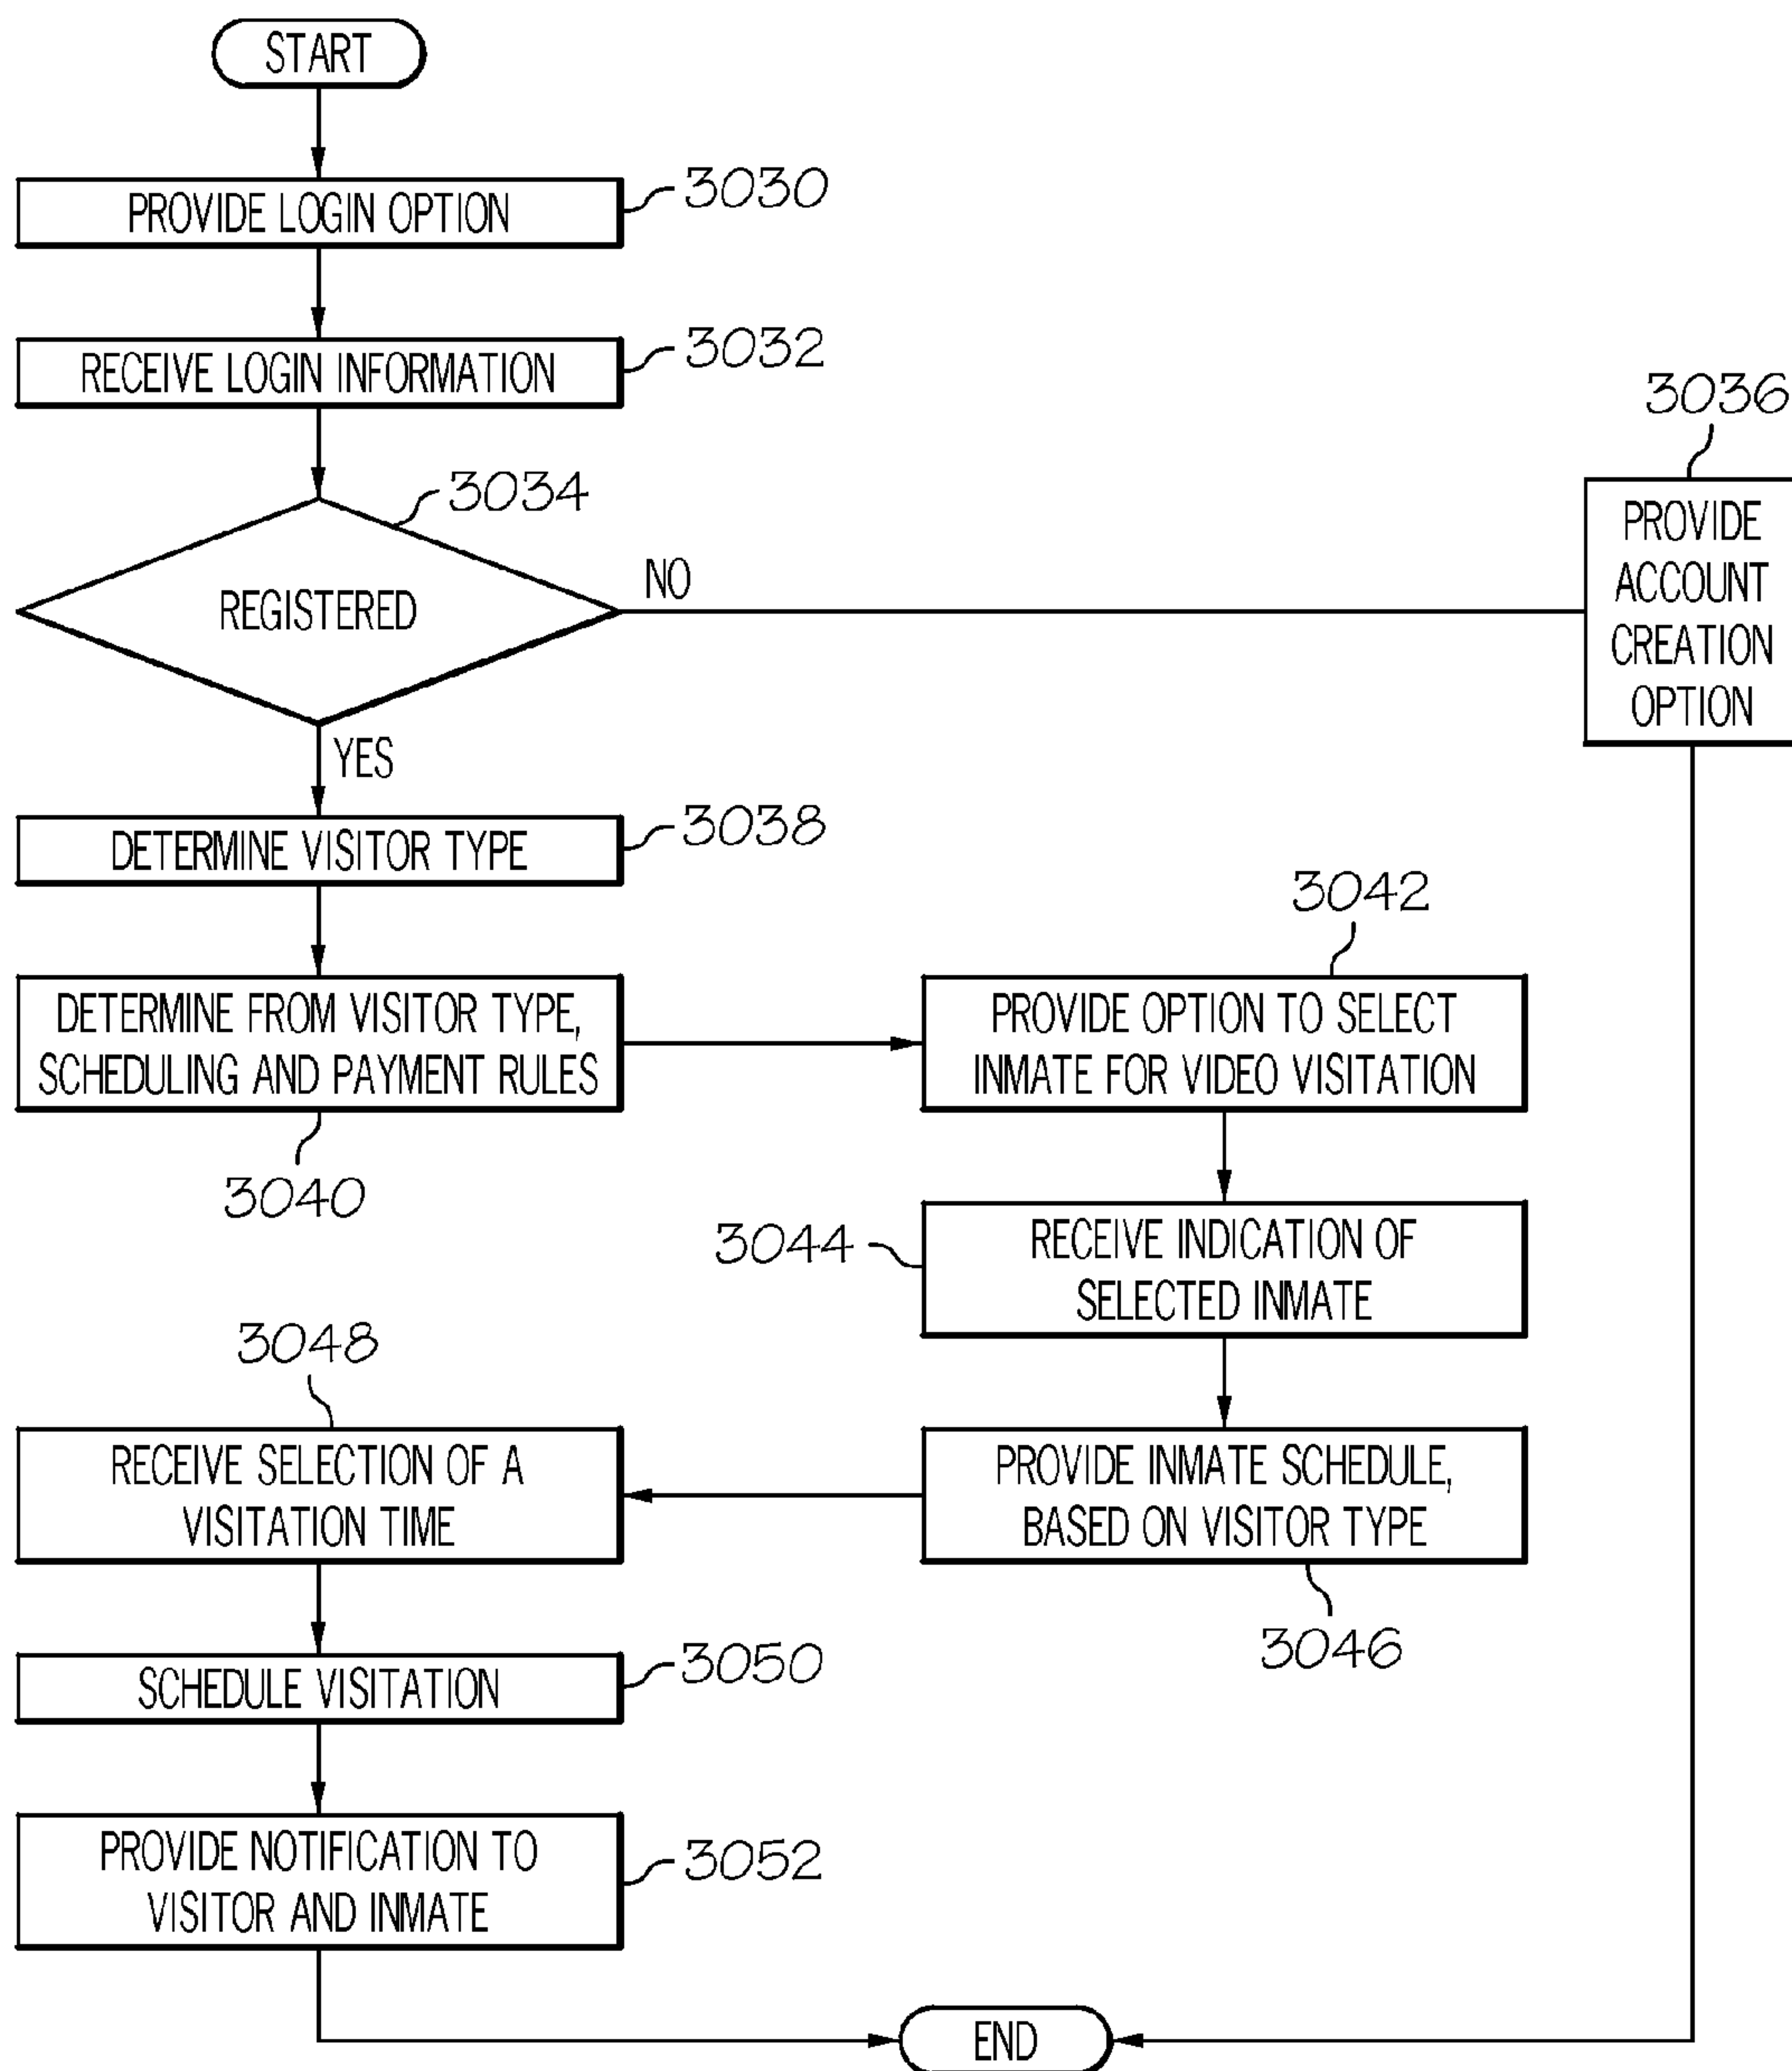 START
PROVIDE LOGIN OPTION
3030
RECEIVE LOGIN INFORMATION
3032
3034
REGISTERED
NO
YES
3036
PROVIDE
ACCOUNT
CREATION
OPTION
DETERMINE VISITOR TYPE
3038
DETERMINE FROM VISITOR TYPE,
SCHEDULING AND PAYMENT RULES
3040
3042
PROVIDE OPTION TO SELECT
INMATE FOR VIDEO VISITATION
3044
RECEIVE INDICATION OF
SELECTED INMATE
PROVIDE INMATE SCHEDULE,
BASED ON VISITOR TYPE
3046
3048
RECEIVE SELECTION OF A
VISITATION TIME
SCHEDULE VISITATION
3050
PROVIDE NOTIFICATION TO
VISITOR AND INMATE
3052
END